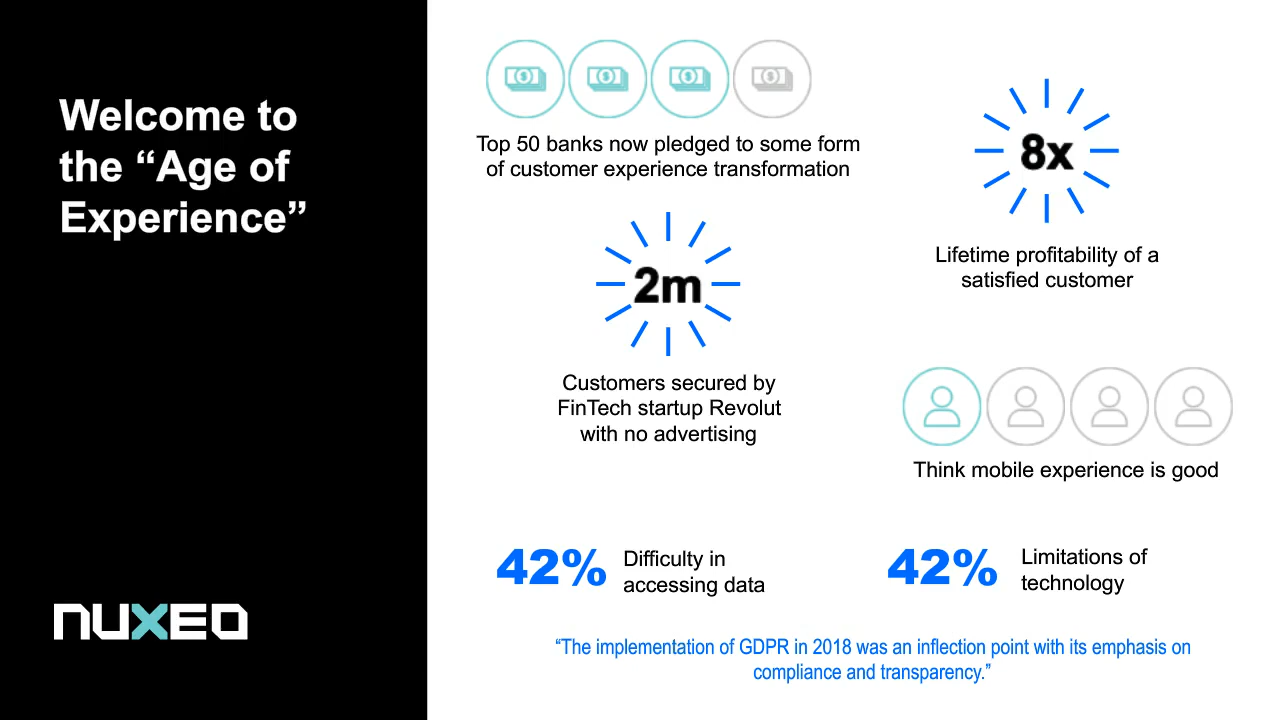 Welcome to
the “Age of
Experience”
NUXEO
Top 50 banks now pledged to some form
of customer experience transformation
8x
Lifetime profitability of a
satisfied customer
2m
Customers secured by
FinTech startup Revolut
with no advertising
Think mobile experience is good
42%
Difficulty in
accessing data
42%
Limitations of
technology
“The implementation of GDPR in 2018 was an inflection point with its emphasis on
compliance and transparency.”